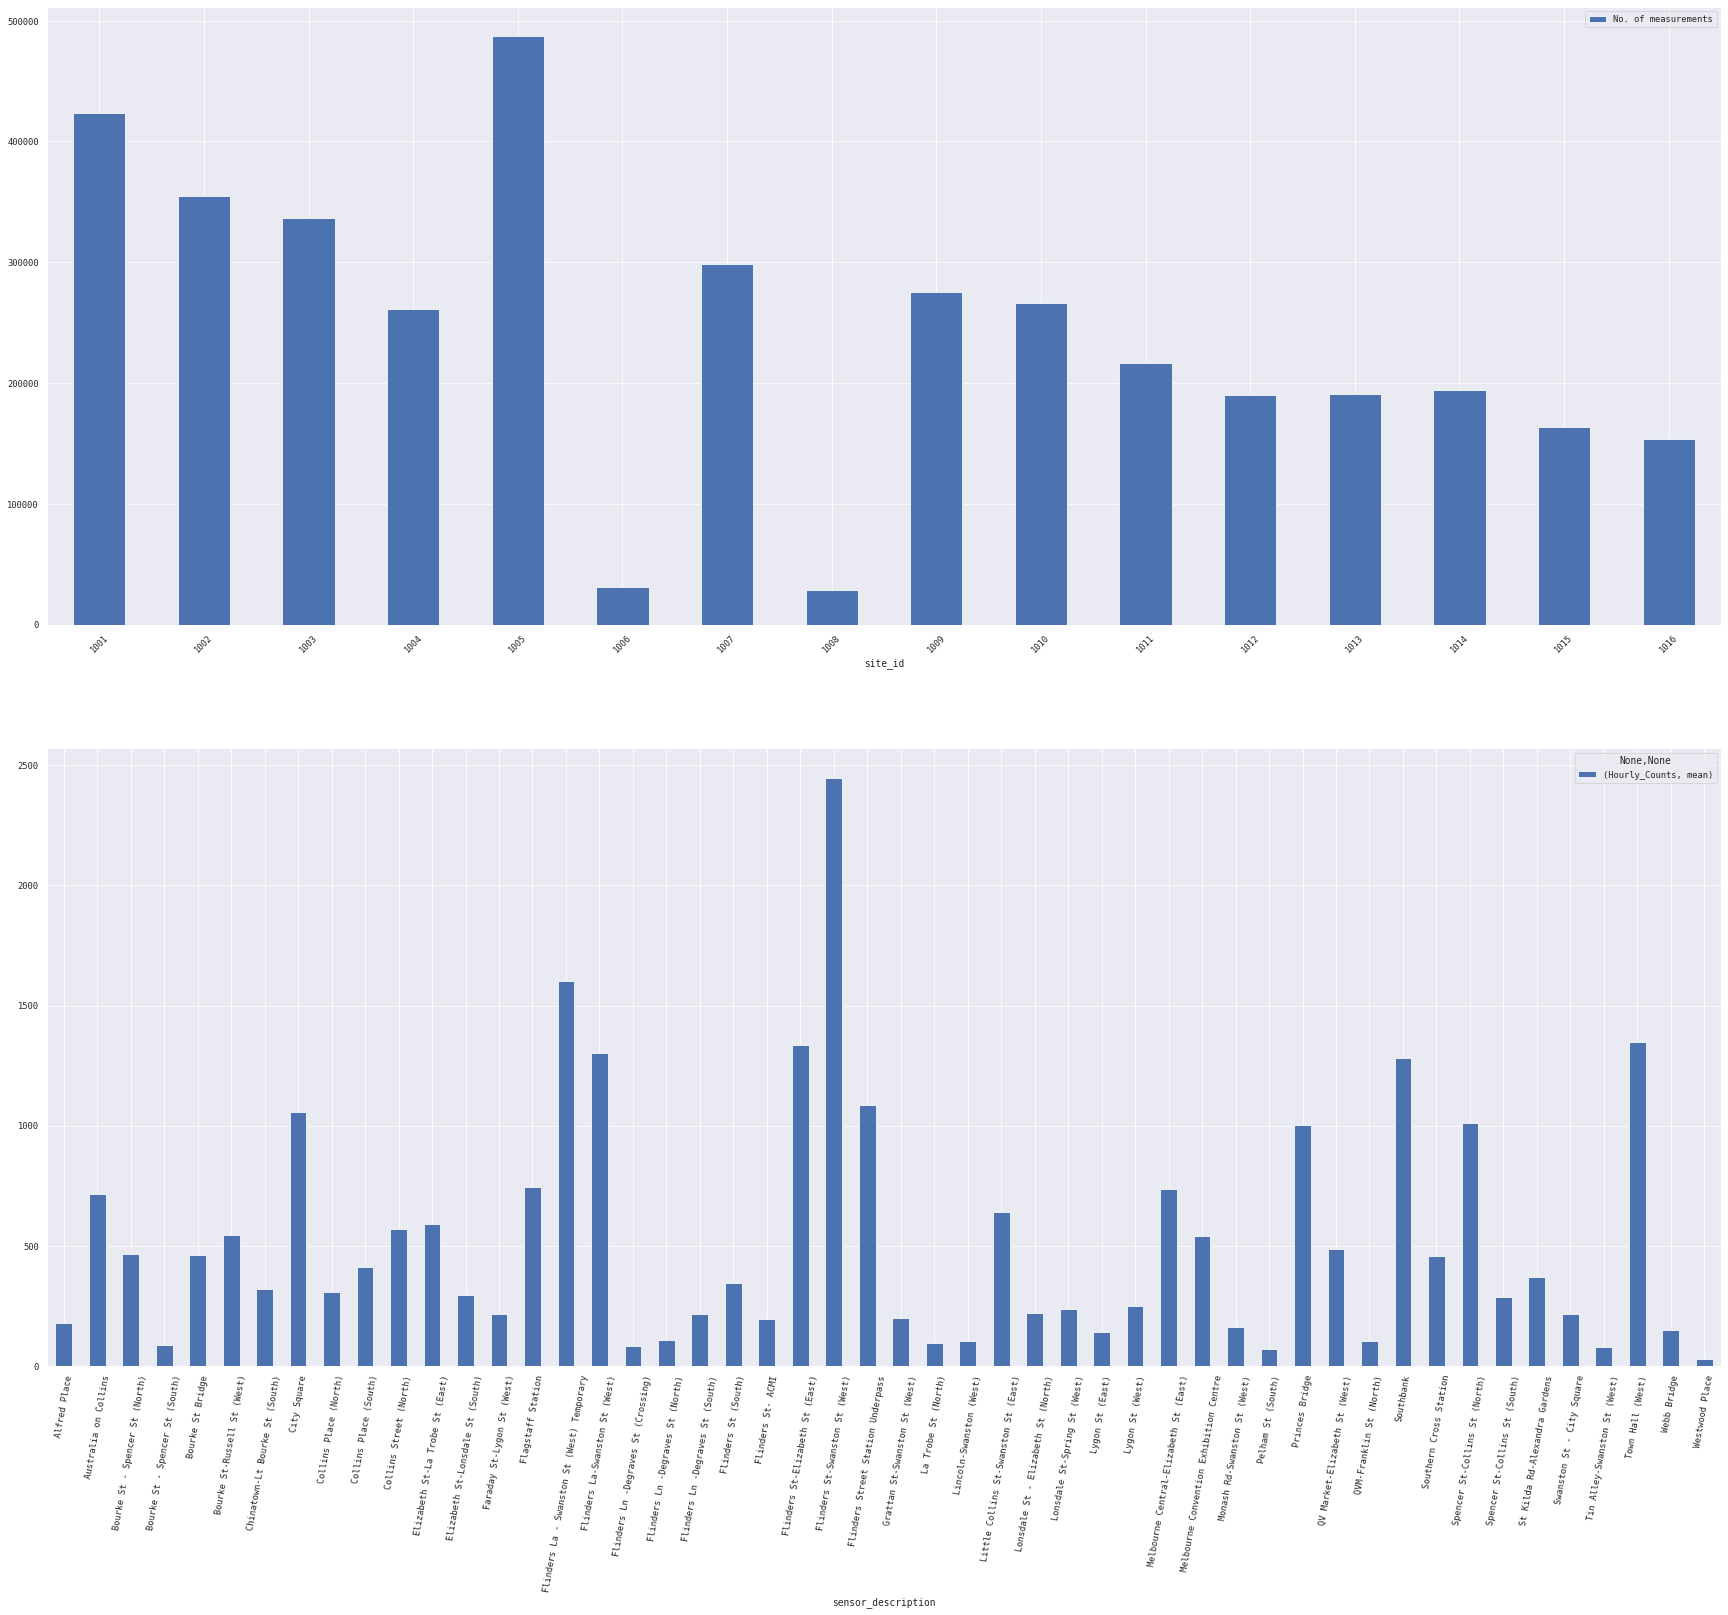 500000
No. of measurements
400000
300000
200000
100000
0
1001
1002
1003
1004
1005
1006
1007
1008
1009
1010
1011
1012
1013
1014
1015
1016
site_id
2500
None,None
(Hourly_Counts, mean)
2000
1500
1000
500
0
Alfred Place
Australia on Collins
Bourke St - Spencer St (North)
Bourke St - Spencer St (South)
Bourke St Bridge
Bourke St-Russell St (West)
Chinatown-Lt Bourke St (South)
City Square
Collins Place (North)
Collins Place (South)
Collins Street (North)
Elizabeth St-La Trobe St (East)
Elizabeth St-Lonsdale St (South)
Faraday St-Lygon St (West)
Flagstaff Station
Flinders La - Swanston St (West) Temporary
Flinders La-Swanston St (West)
Flinders Ln -Degraves St (Crossing)
Flinders Ln -Degraves St (North)
Flinders Ln -Degraves St (South)
Flinders St (South)
Flinders St- ACMI
Flinders St-Elizabeth St (East)
Flinders St-Swanston St (West)
Flinders Street Station Underpass
Grattan St-Swanston St (West)
La Trobe St (North)
Lincoln-Swanston (West)
Little Collins St-Swanston St (East)
Lonsdale St - Elizabeth St (North)
Lonsdale St-Spring St (West)
Lygon St (East)
Lygon St (West)
Melbourne Central-Elizabeth St (East)
Melbourne Convention Exhibition Centre
Monash Rd-Swanston St (West)
Pelham St (South)
Princes Bridge
QV Market-Elizabeth St (West)
QVM-Franklin St (North)
Southbank
Southern Cross Station
Spencer St-Collins St (North)
Spencer St-Collins St (South)
St Kilda Rd-Alexandra Gardens
Swanston St - City Square
Tin Alley-Swanston St (West)
Town Hall (West)
Webb Bridge
Westwood Place
sensor_description